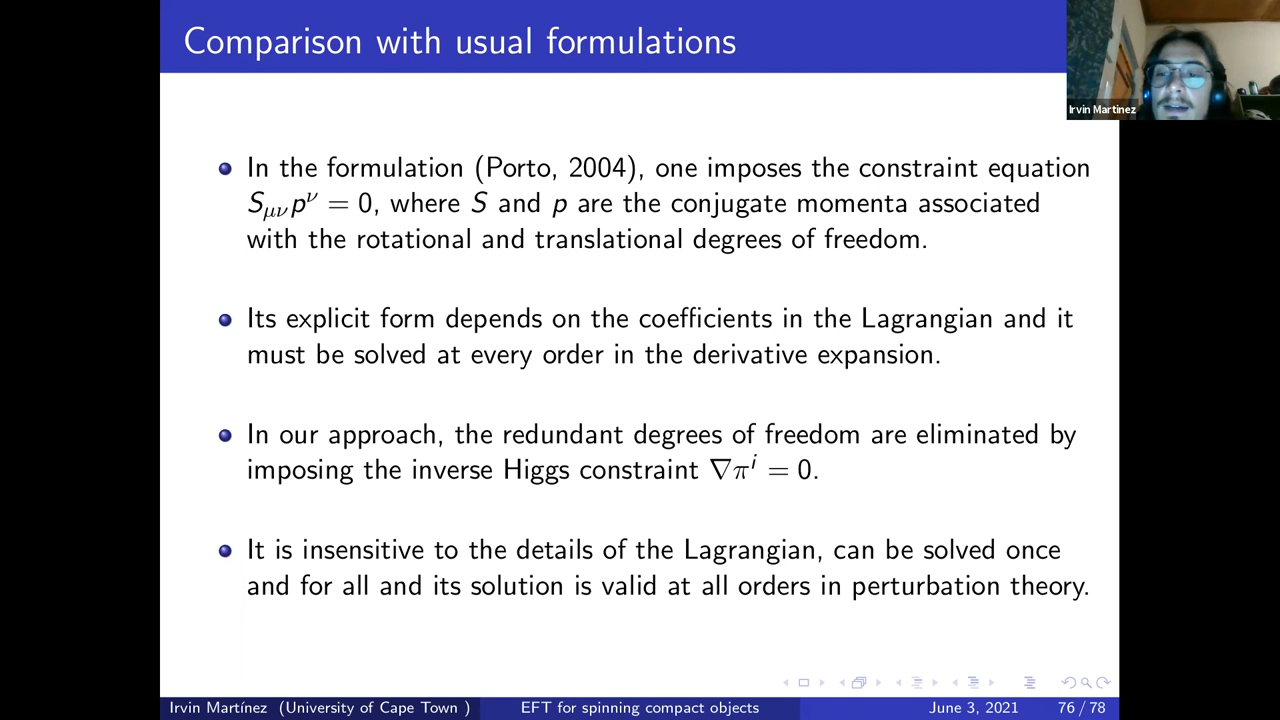 Comparison with usual formulations
Irvin Martinez
In the formulation (Porto, 2004), one imposes the constraint equation
S_{μν}p^ν = 0, where S and p are the conjugate momenta associated
with the rotational and translational degrees of freedom.
Its explicit form depends on the coefficients in the Lagrangian and it
must be solved at every order in the derivative expansion.
In our approach, the redundant degrees of freedom are eliminated by
imposing the inverse Higgs constraint ∇π^i = 0.
It is insensitive to the details of the Lagrangian, can be solved once
and for all and its solution is valid at all orders in perturbation theory.
Irvin Martínez (University of Cape Town ) EFT for spinning compact objects June 3, 2021 76 / 78